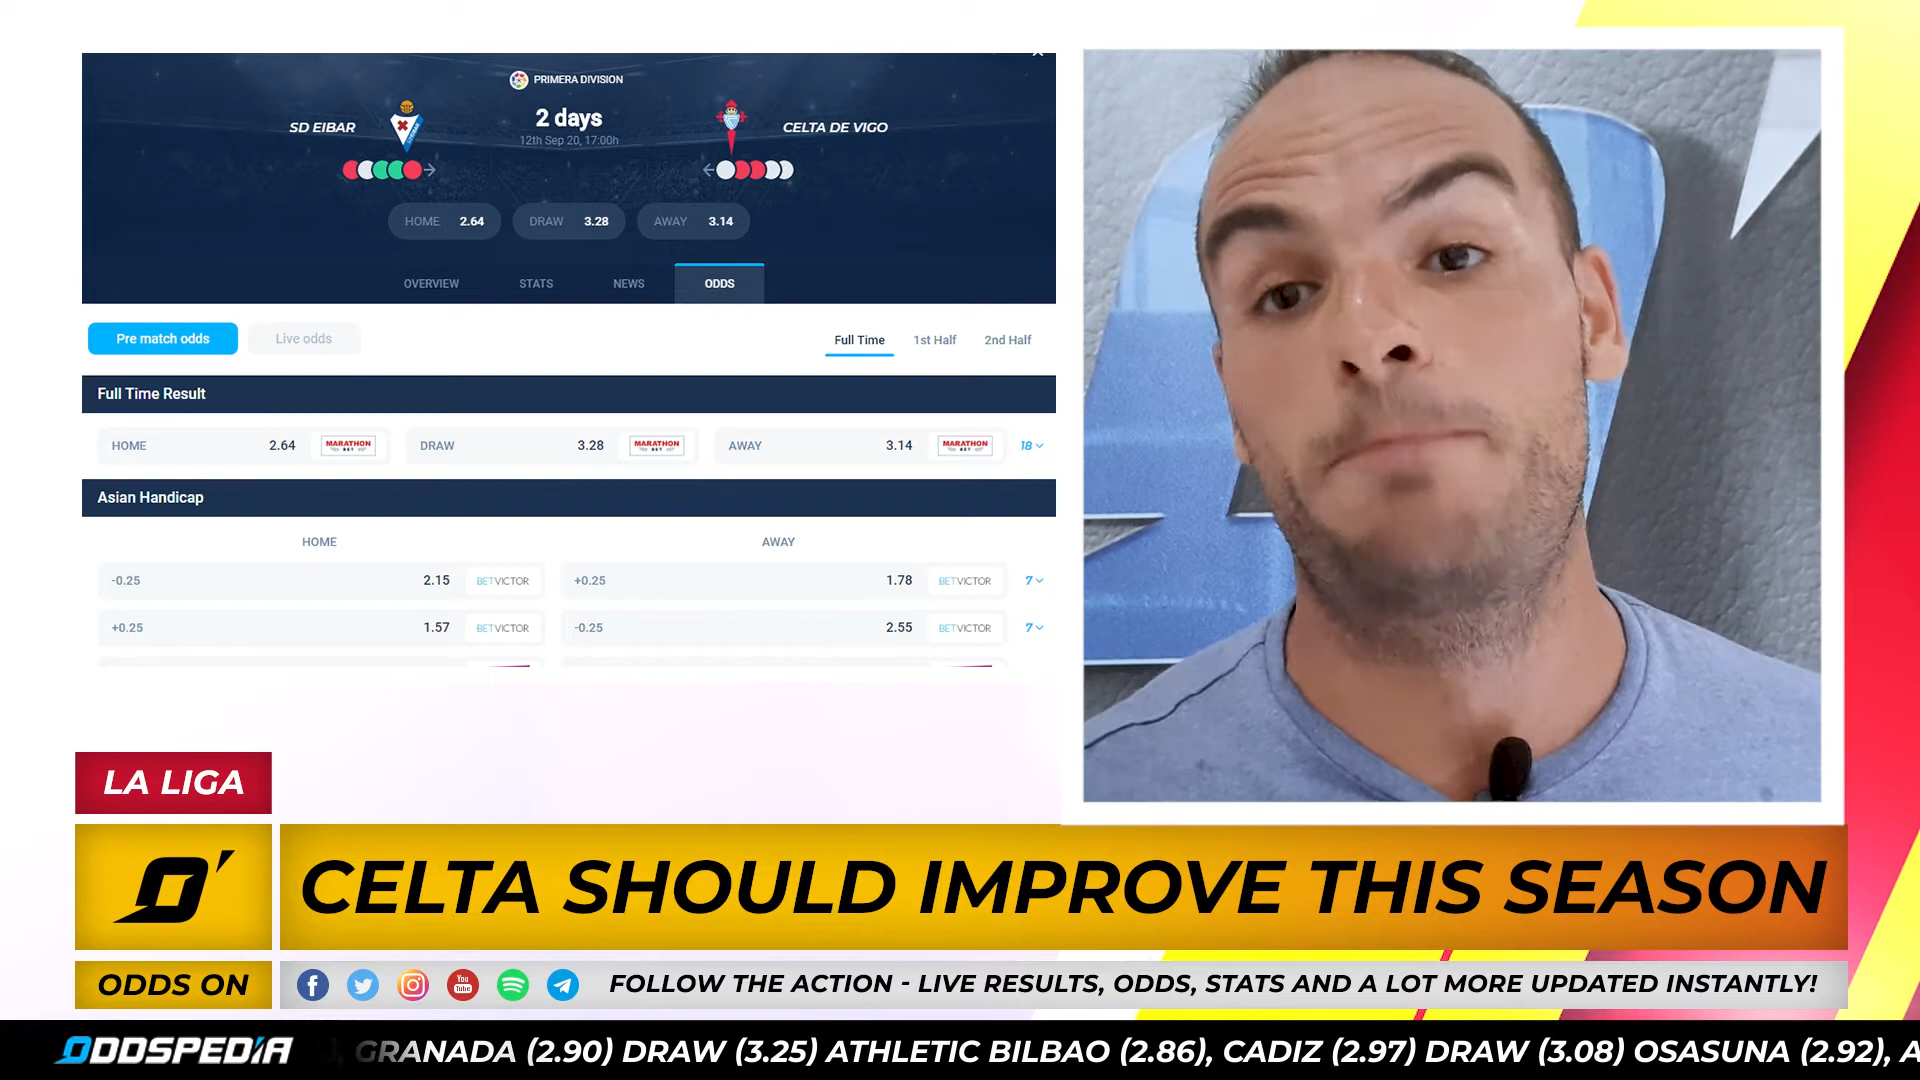 PRIMERA DIVISION
SD EIBAR
2 days
CELTA DE VIGO
12th Sep 20, 17:00h
HOME 2.64 DRAW 3.28 AWAY 3.14
OVERVIEW STATS NEWS ODDS
Pre match odds Live odds
Full Time 1st Half 2nd Half
Full Time Result
HOME 2.64 MARATHON BET DRAW 3.28 MARATHON BET AWAY 3.14 MARATHON BET 18
Asian Handicap
HOME AWAY
-0.25 2.15 BETVICTOR +0.25 1.78 BETVICTOR 7
+0.25 1.57 BETVICTOR -0.25 2.55 BETVICTOR 7
LA LIGA
CELTA SHOULD IMPROVE THIS SEASON
ODDS ON
You Tube
FOLLOW THE ACTION - LIVE RESULTS, ODDS, STATS AND A LOT MORE UPDATED INSTANTLY!
ODDSPEDIA
, GRANADA (2.90) DRAW (3.25) ATHLETIC BILBAO (2.86), CADIZ (2.97) DRAW (3.08) OSASUNA (2.92), A